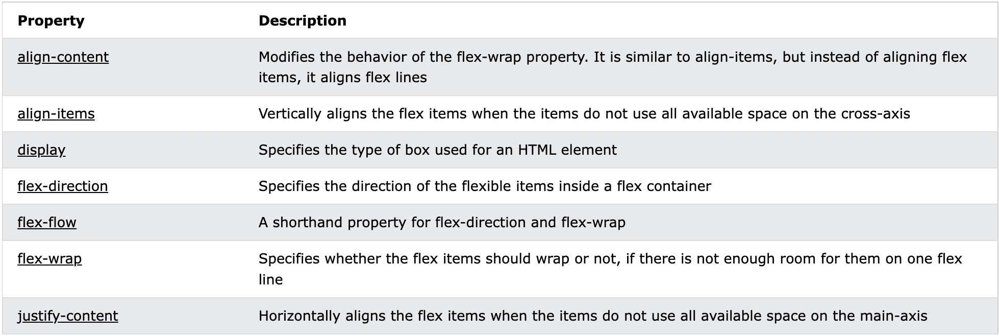 Property Description
align-content Modifies the behavior of the flex-wrap property. It is similar to align-items, but instead of aligning flex
items, it aligns flex lines
align-items Vertically aligns the flex items when the items do not use all available space on the cross-axis
display Specifies the type of box used for an HTML element
flex-direction Specifies the direction of the flexible items inside a flex container
flex-flow A shorthand property for flex-direction and flex-wrap
flex-wrap Specifies whether the flex items should wrap or not, if there is not enough room for them on one flex
line
justify-content Horizontally aligns the flex items when the items do not use all available space on the main-axis